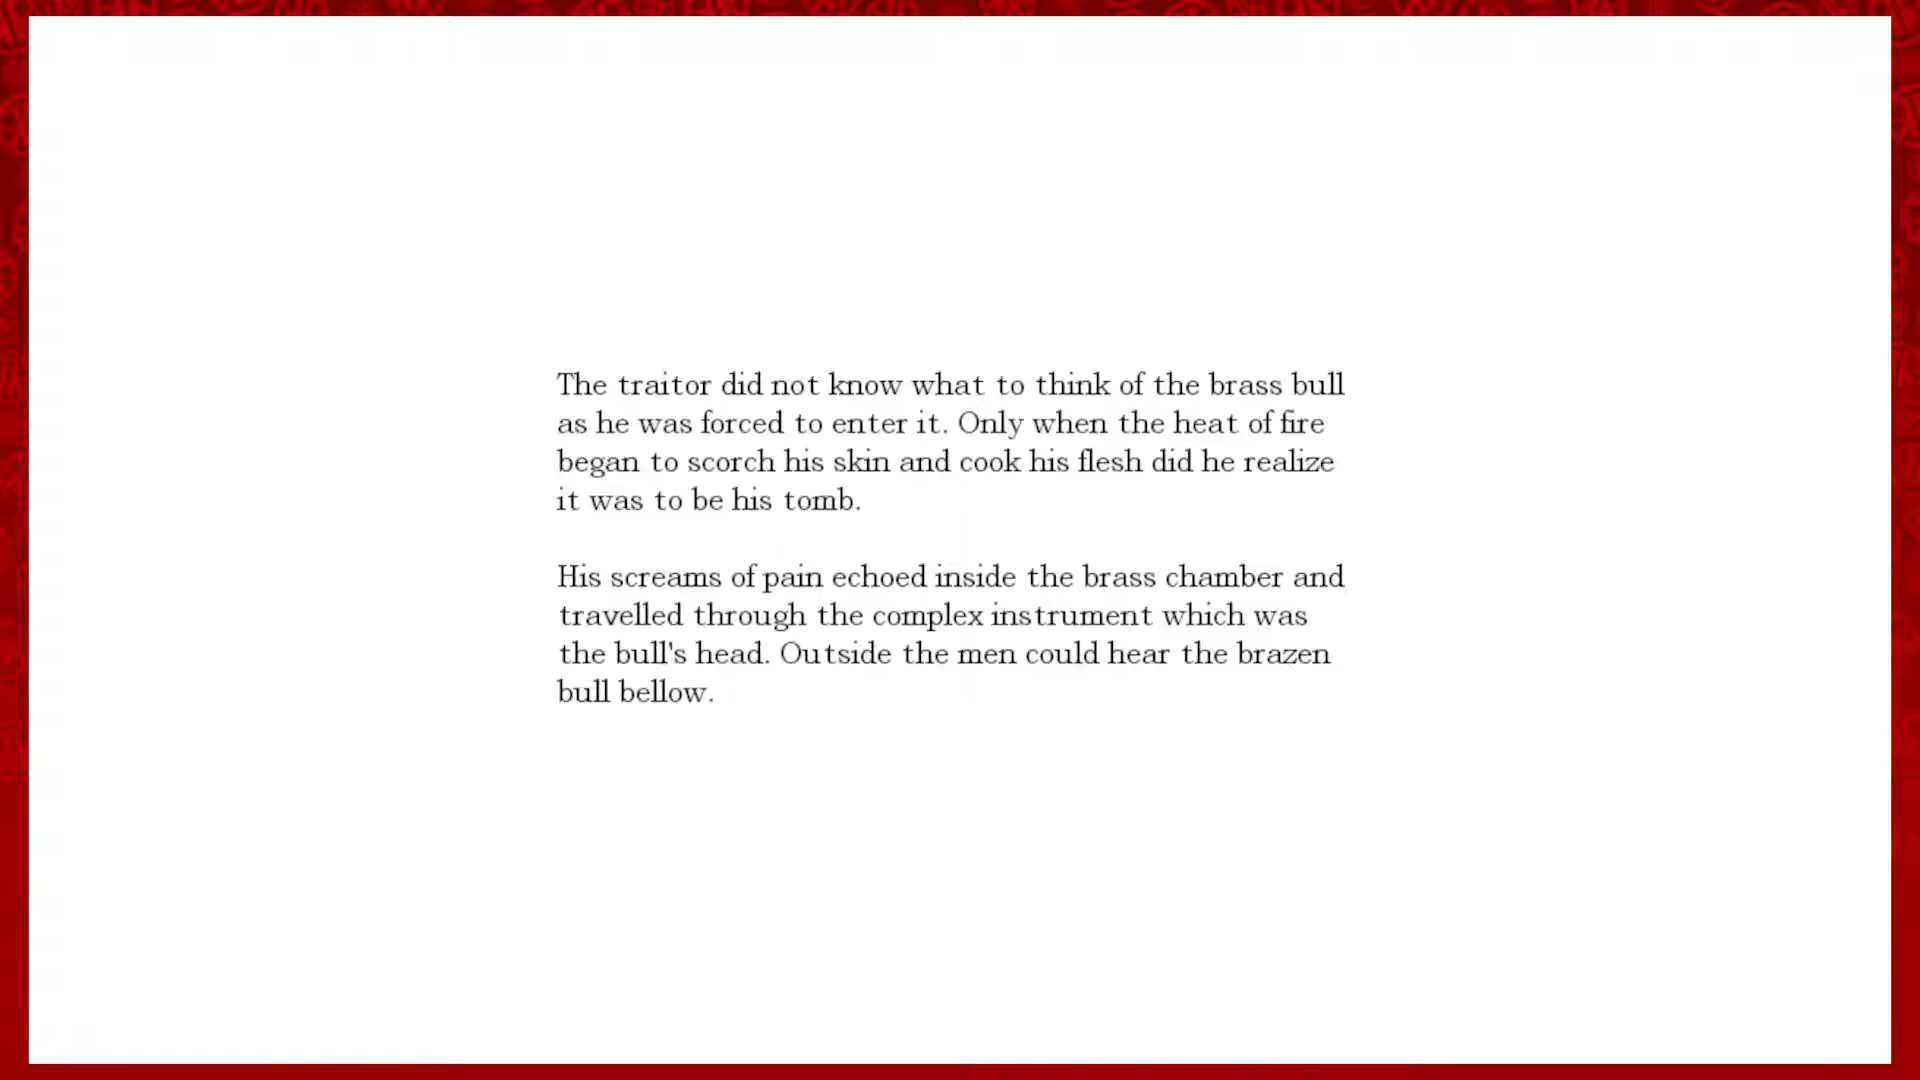 The traitor did not know what to think of the brass bull
as he was forced to enter it. Only when the heat of fire
began to scorch his skin and cook his flesh did he realize
it was to be his tomb.
His screams of pain echoed inside the brass chamber and
travelled through the complex instrument which was
the bull's head. Outside the men could hear the brazen
bull bellow.